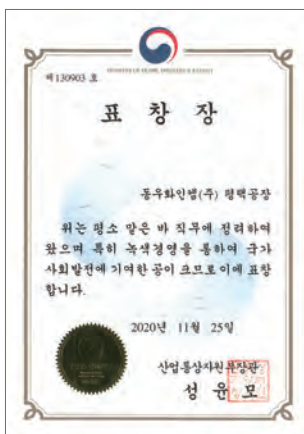 제130903 호
표 창 장
동우화인켐(주) 평택공장
위는 평소 맡은 바 직무에 정려하여
왔으며 특히 녹색경영을 통하여 국가
사회발전에 기여한 공이 크므로 이에 표창
합니다.
2020년 11월 25일
산업통상자원부장관
성 윤 모